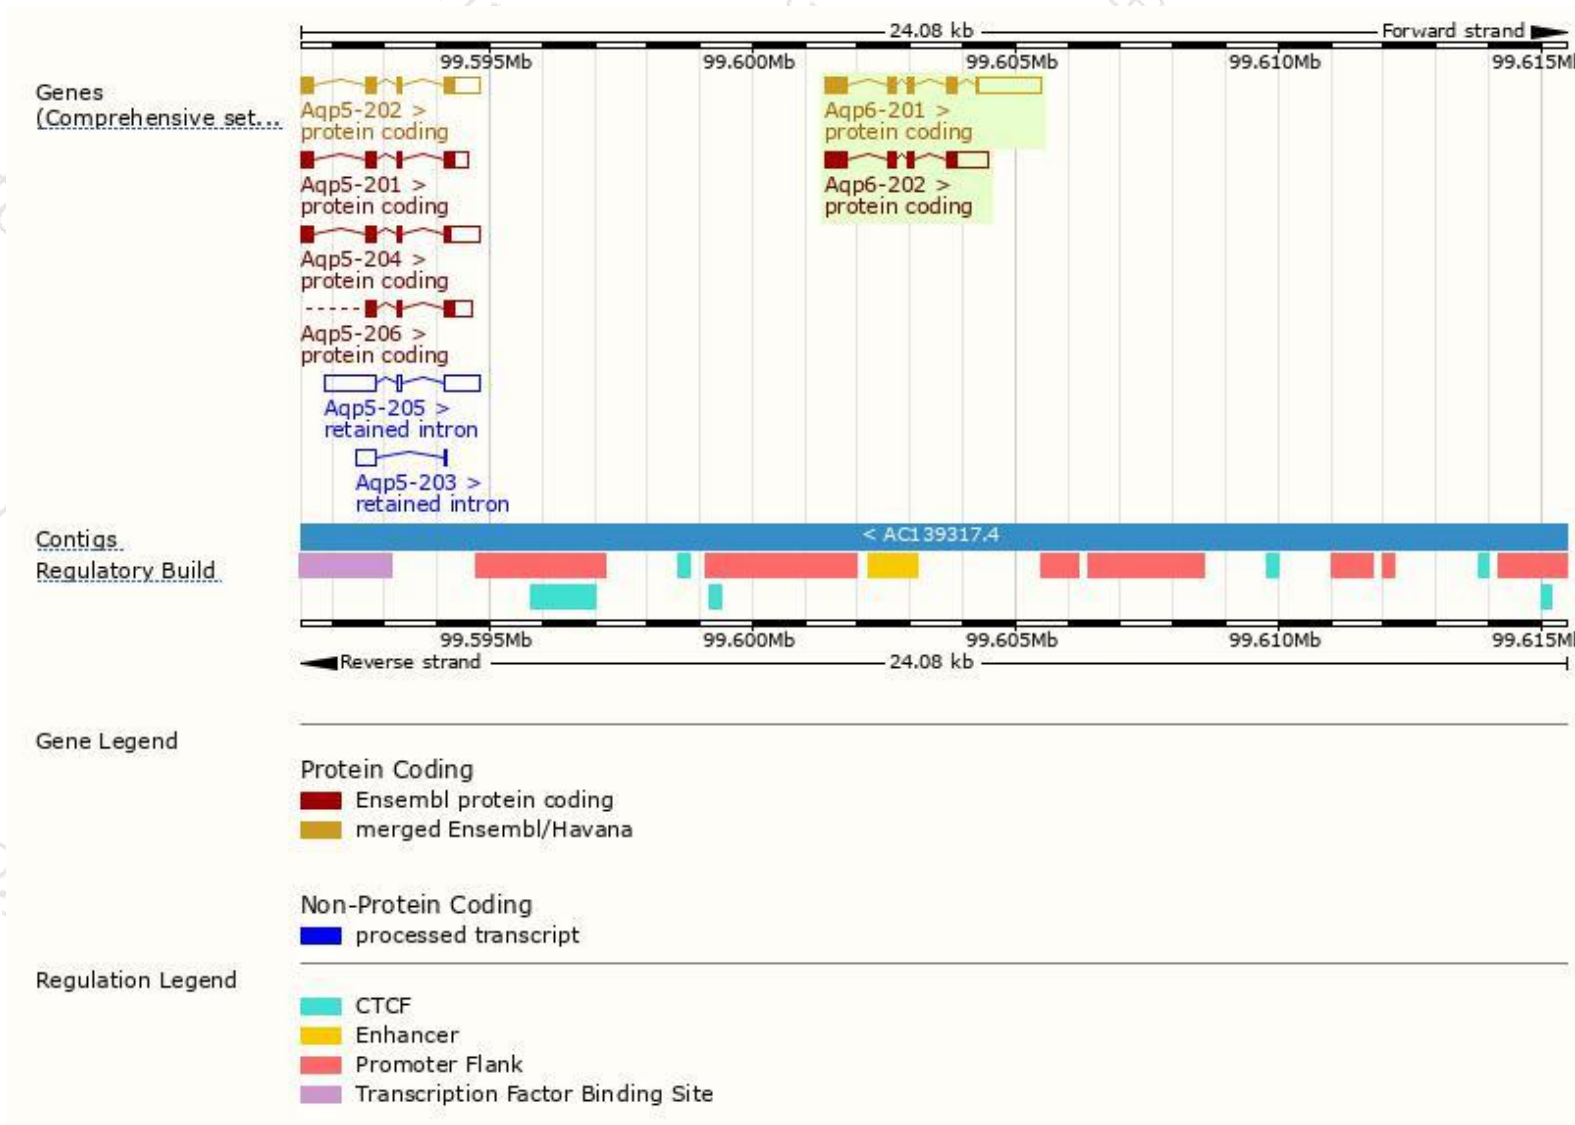 24.08 kb Forward strand
99.595Mb 99.600Mb 99.605Mb 99.610Mb 99.615M
Genes
(Comprehensive set...
Aqp5-202 >
protein coding
Aqp6-201 >
protein coding
Aqp5-201 >
protein coding
Aqp6-202 >
protein coding
Aqp5-204 >
protein coding
Aqp5-206 >
protein coding
Aqp5-205 >
retained intron
Aqp5-203 >
retained intron
Contigs
< AC139317.4
Regulatory Build
99.595Mb 99.600Mb 99.605Mb 99.610Mb 99.615M
Reverse strand 24.08 kb
Gene Legend
Protein Coding
Ensembl protein coding
merged Ensembl/Havana
Non-Protein Coding
processed transcript
Regulation Legend
CTCF
Enhancer
Promoter Flank
Transcription Factor Binding Site